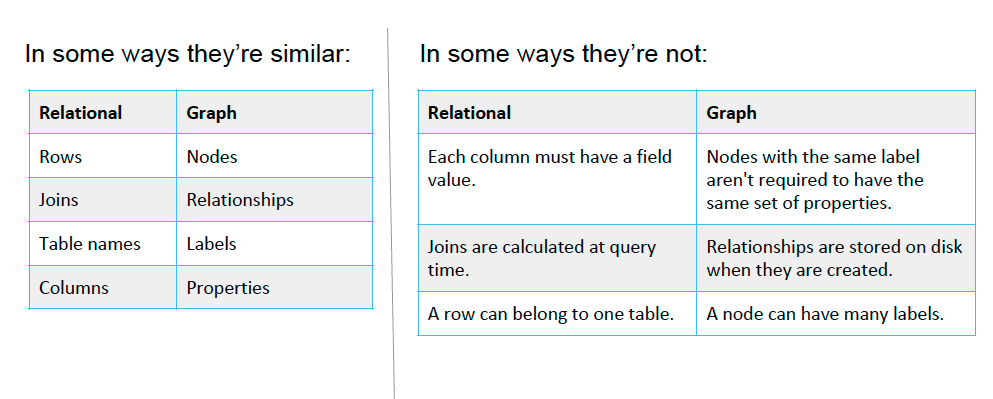 In some ways they’re similar:
Relational Graph
Rows Nodes
Joins Relationships
Table names Labels
Columns Properties
In some ways they’re not:
Relational Graph
Each column must have a field
value.
Nodes with the same label
aren't required to have the
same set of properties.
Joins are calculated at query
time.
Relationships are stored on disk
when they are created.
A row can belong to one table. A node can have many labels.